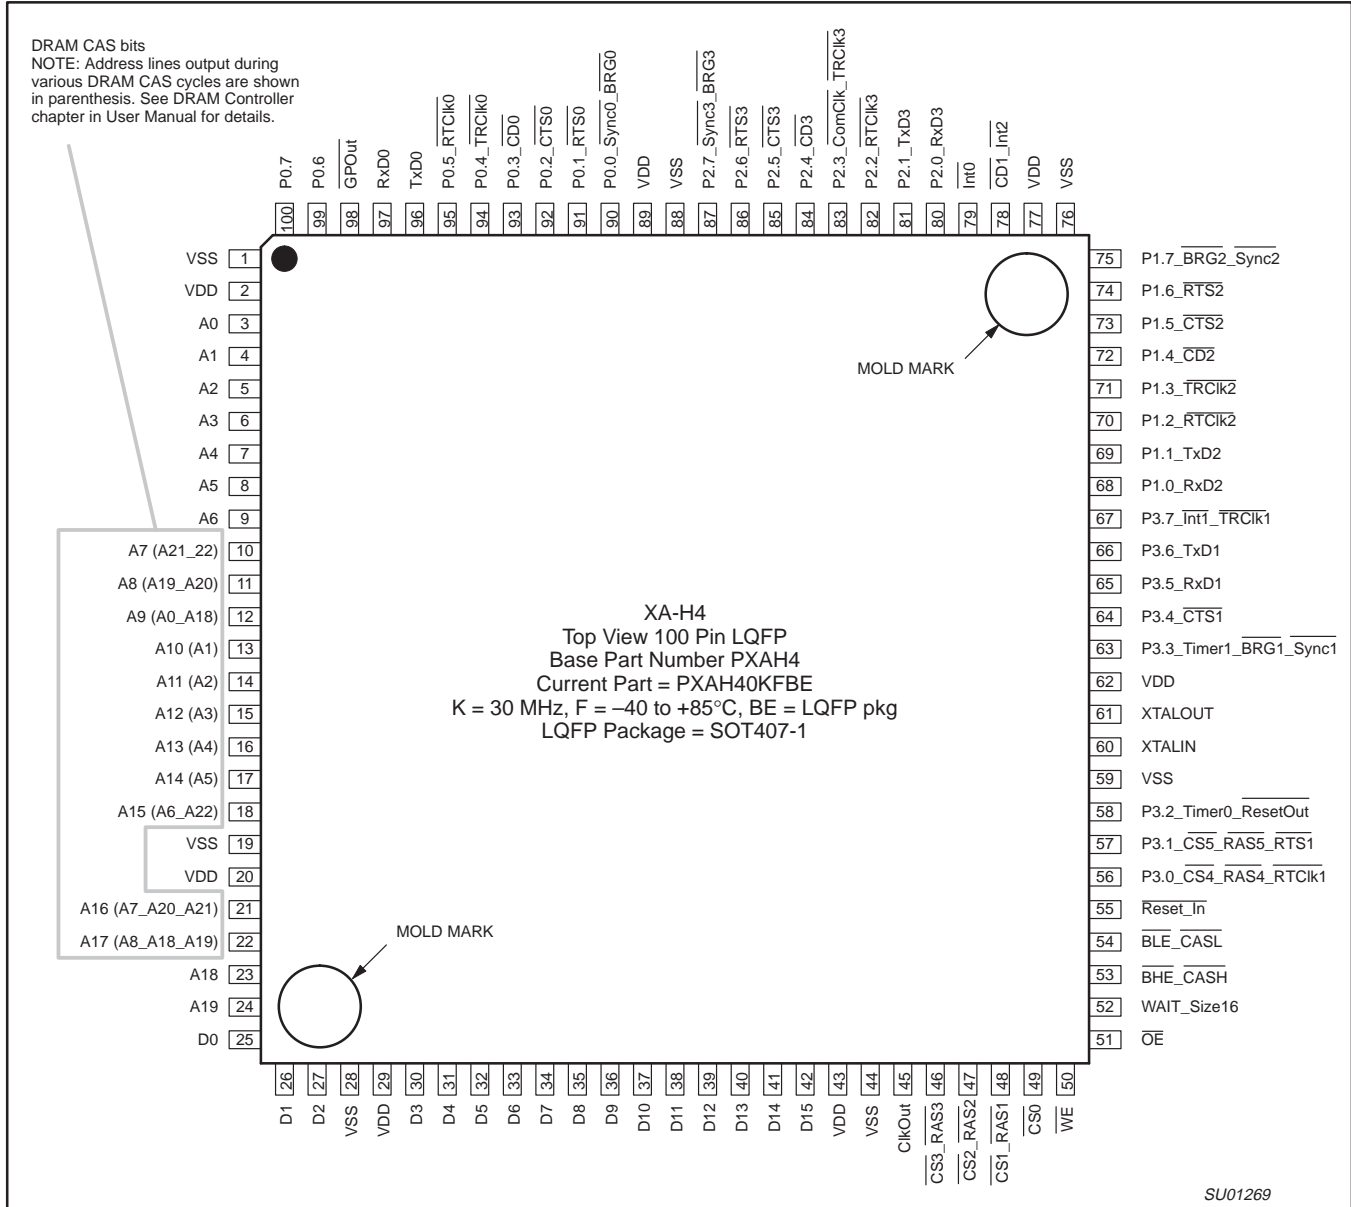 DRAM CAS bits
NOTE: Address lines output during
various DRAM CAS cycles are shown
in parenthesis. See DRAM Controller
chapter in User Manual for details.
P0.7
P0.6
GPOut
RxD0
TxD0
P0.5_RTClk0
P0.4_TRClk0
P0.3_CD0
P0.2_CTS0
P0.1_RTS0
P0.0_Sync0_BRG0
VDD
VSS
P2.7_Sync3_BRG3
P2.6_RTS3
P2.5_CTS3
P2.4_CD3
P2.3_ComClk_TRClk3
P2.2_RTClk3
P2.1_TxD3
P2.0_RxD3
Int0
CD1_Int2
VDD
VSS
100
99
98
97
96
95
94
93
92
91
90
89
88
87
86
85
84
83
82
81
80
79
78
77
76
VSS 1
VDD 2
A0 3
A1 4
A2 5
A3 6
A4 7
A5 8
A6 9
A7 (A21_22) 10
A8 (A19_A20) 11
A9 (A0_A18) 12
A10 (A1) 13
A11 (A2) 14
A12 (A3) 15
A13 (A4) 16
A14 (A5) 17
A15 (A6_A22) 18
VSS 19
VDD 20
A16 (A7_A20_A21) 21
A17 (A8_A18_A19) 22
A18 23
A19 24
D0 25
MOLD MARK
XA-H4
Top View 100 Pin LQFP
Base Part Number PXAH4
Current Part = PXAH40KFBE
K = 30 MHz, F = –40 to +85°C, BE = LQFP pkg
LQFP Package = SOT407-1
MOLD MARK
75 P1.7_BRG2_Sync2
74 P1.6_RTS2
73 P1.5_CTS2
72 P1.4_CD2
71 P1.3_TRClk2
70 P1.2_RTClk2
69 P1.1_TxD2
68 P1.0_RxD2
67 P3.7_Int1_TRClk1
66 P3.6_TxD1
65 P3.5_RxD1
64 P3.4_CTS1
63 P3.3_Timer1_BRG1_Sync1
62 VDD
61 XTALOUT
60 XTALIN
59 VSS
58 P3.2_Timer0_ResetOut
57 P3.1_CS5_RAS5_RTS1
56 P3.0_CS4_RAS4_RTClk1
55 Reset_In
54 BLE_CASL
53 BHE_CASH
52 WAIT_Size16
51 OE
26
27
28
29
30
31
32
33
34
35
36
37
38
39
40
41
42
43
44
45
46
47
48
49
50
D1
D2
VSS
VDD
D3
D4
D5
D6
D7
D8
D9
D10
D11
D12
D13
D14
D15
VDD
VSS
ClkOut
CS3_RAS3
CS2_RAS2
CS1_RAS1
CS0
WE
SU01269